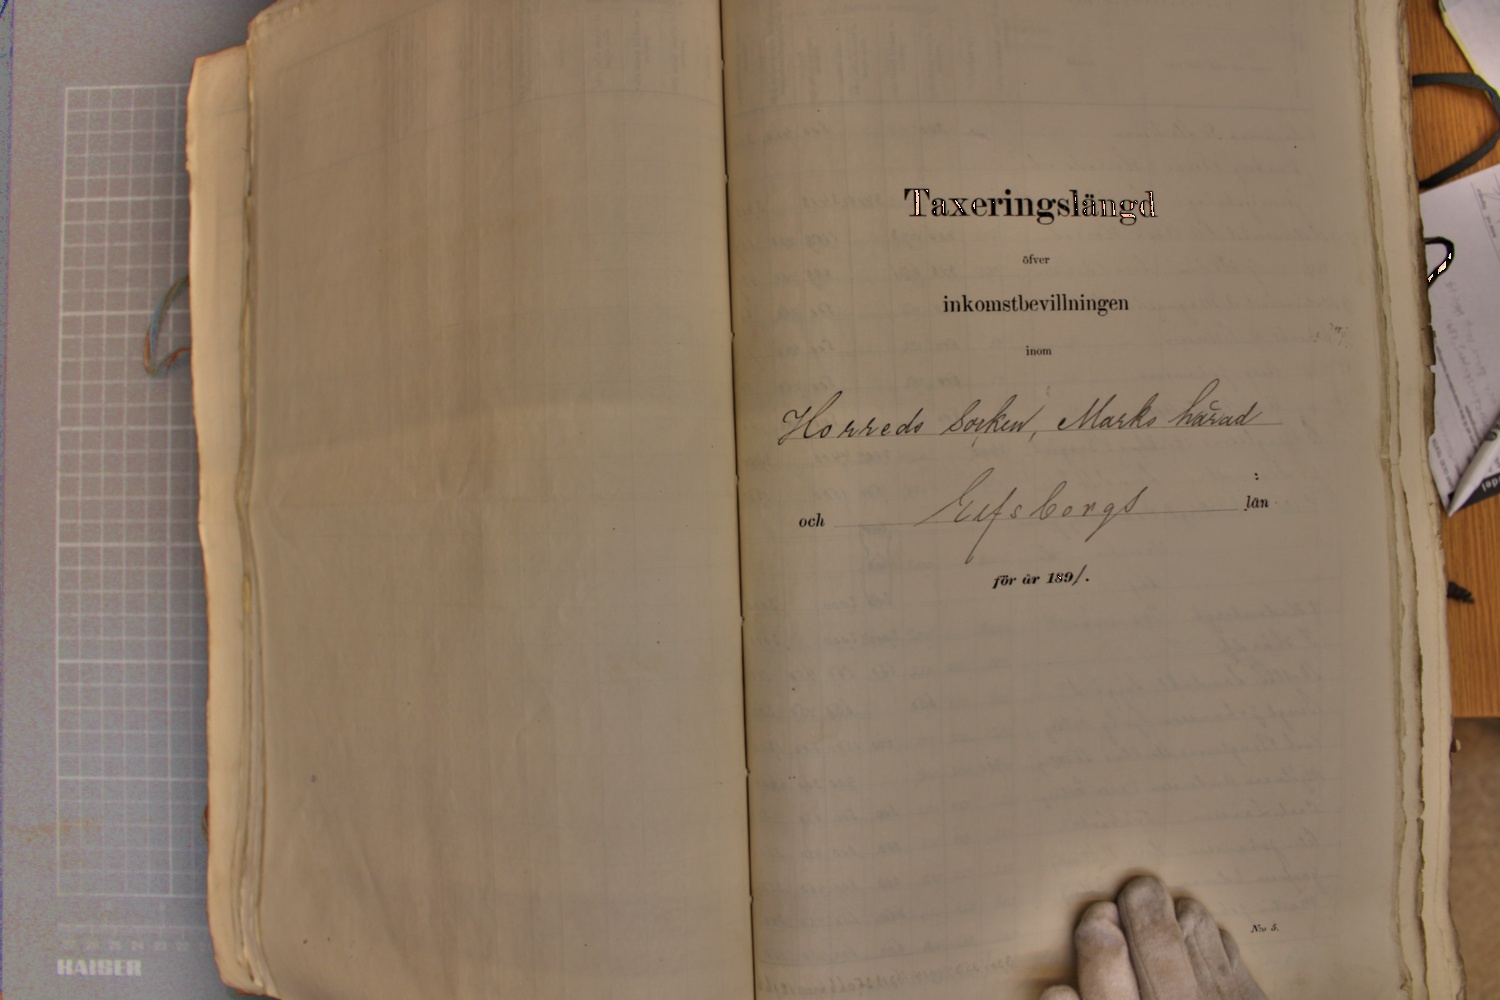 Taxeringslängd
öfver
inkomstbevillningen
inom
Horreds Socken, Marks härad
och Elfsborgs län
för år 1891.
N:o 5.
KAISER